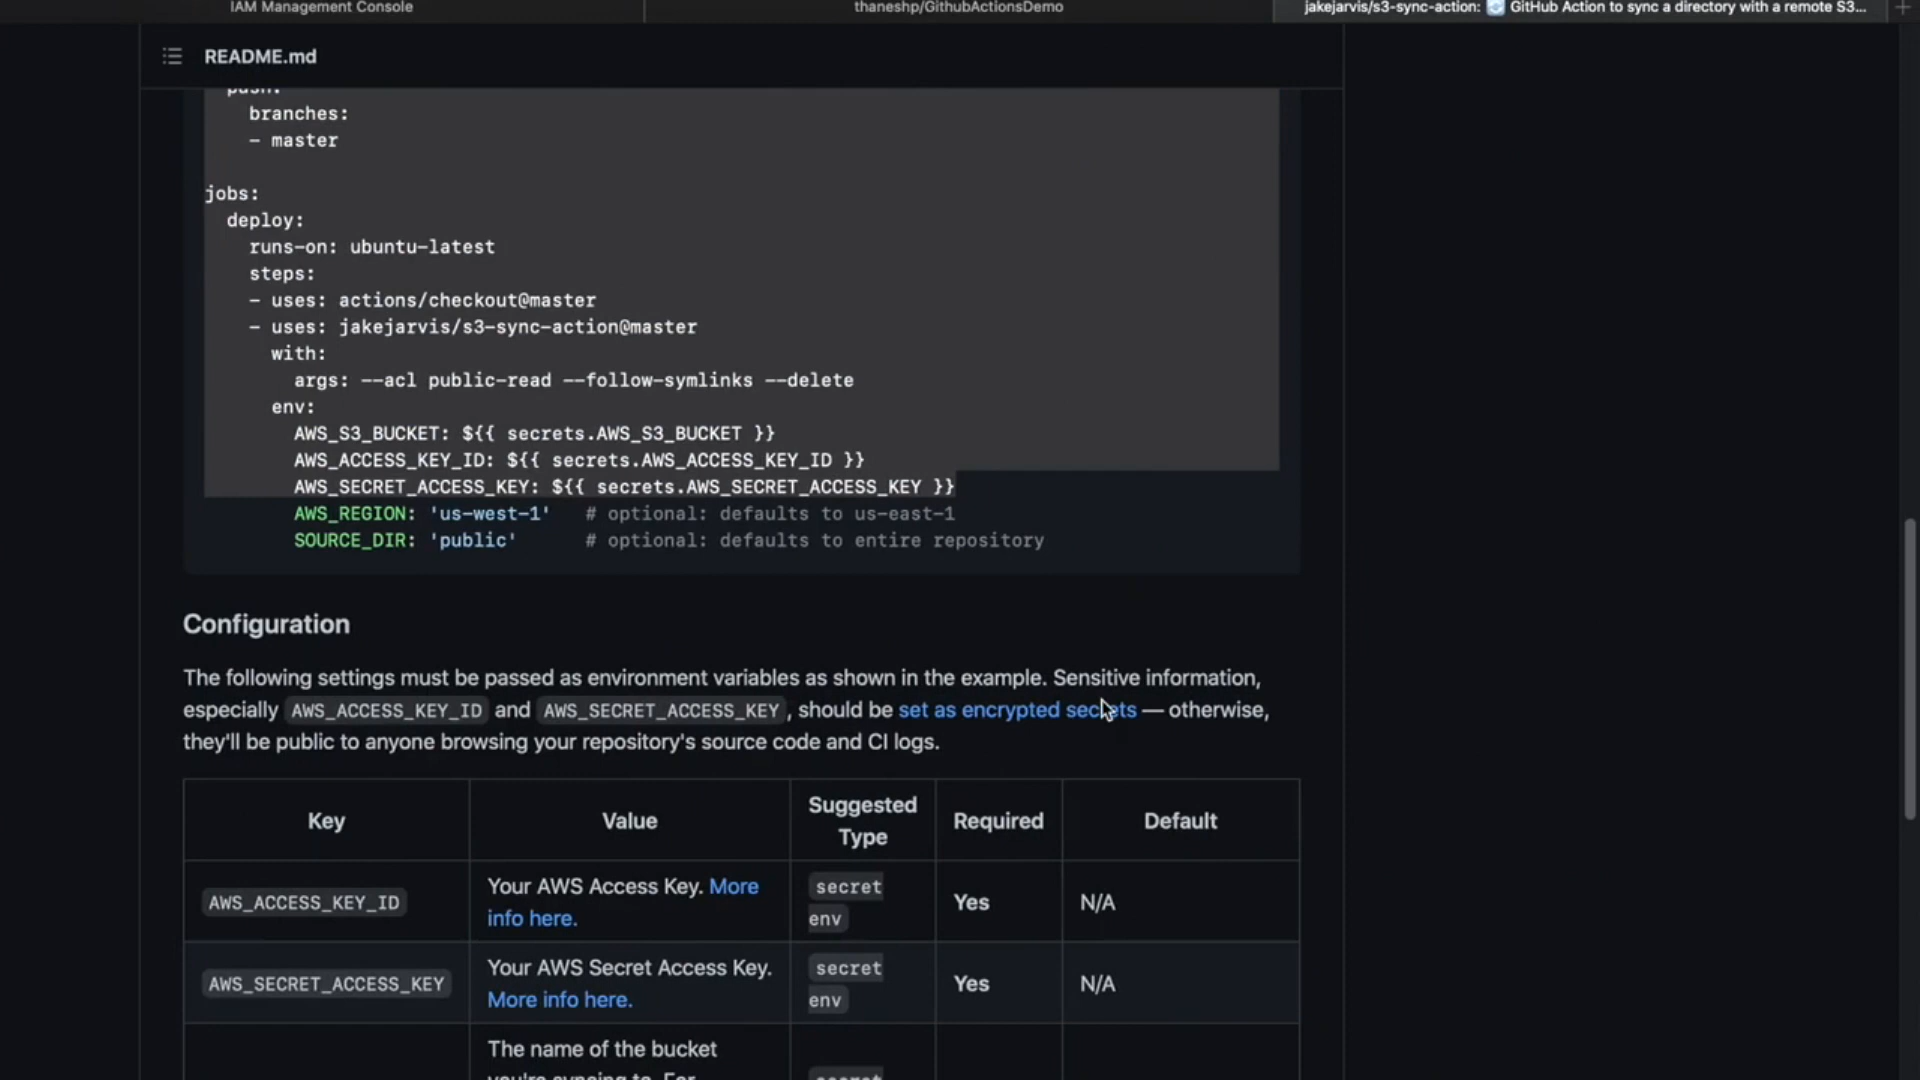 IAM Management Console
thaneshp/GithubActionsDemo
jakejarvis/s3-sync-action: 🔄 GitHub Action to sync a directory with a remote S3...
README.md
push:
branches:
- master
jobs:
deploy:
runs-on: ubuntu-latest
steps:
- uses: actions/checkout@master
- uses: jakejarvis/s3-sync-action@master
with:
args: --acl public-read --follow-symlinks --delete
env:
AWS_S3_BUCKET: ${{ secrets.AWS_S3_BUCKET }}
AWS_ACCESS_KEY_ID: ${{ secrets.AWS_ACCESS_KEY_ID }}
AWS_SECRET_ACCESS_KEY: ${{ secrets.AWS_SECRET_ACCESS_KEY }}
AWS_REGION: 'us-west-1' # optional: defaults to us-east-1
SOURCE_DIR: 'public' # optional: defaults to entire repository
Configuration
The following settings must be passed as environment variables as shown in the example. Sensitive information,
especially AWS_ACCESS_KEY_ID and AWS_SECRET_ACCESS_KEY, should be set as encrypted secrets — otherwise,
they'll be public to anyone browsing your repository's source code and CI logs.
Key
Value
Suggested
Type
Required
Default
AWS_ACCESS_KEY_ID
Your AWS Access Key. More
info here.
secret
env
Yes
N/A
AWS_SECRET_ACCESS_KEY
Your AWS Secret Access Key.
More info here.
secret
env
Yes
N/A
The name of the bucket
you're syncing to. For
secret